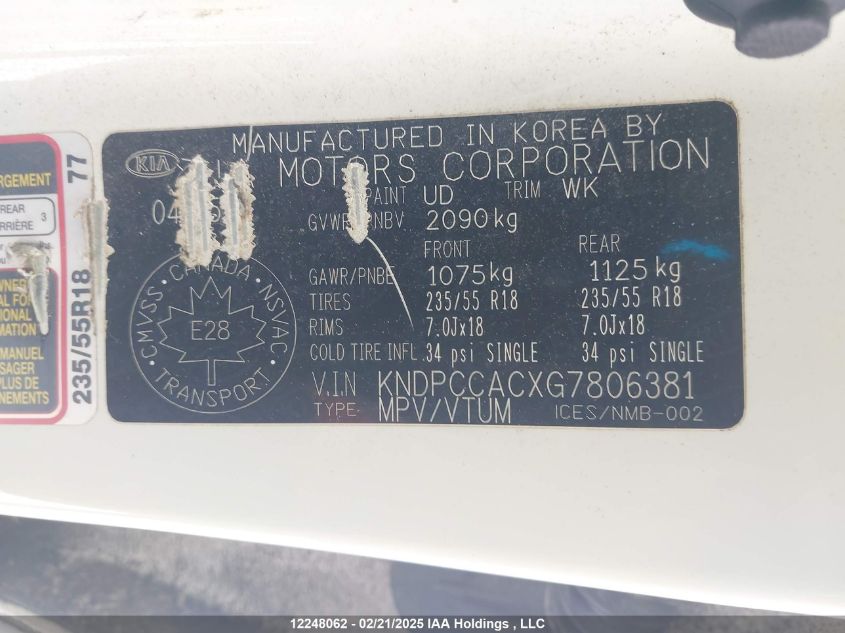 MANUFACTURED IN KOREA BY
KIA MOTORS CORPORATION
PAINT UD TRIM WK
GVWR/PNBV 2090kg
FRONT REAR
GAWR/PNBE 1075kg 1125kg
TIRES 235/55 R18 235/55 R18
RIMS 7.0Jx18 7.0Jx18
COLD TIRE INFL 34 psi SINGLE 34 psi SINGLE
V.I.N KNDPCCACXG7806381
TYPE: MPV/VTUM ICES/NMB-002
CANADA
CMVSS NSVAC
E28
TRANSPORT
REAR
3
MANUEL
PLUS DE
77
235/55R18
12248062 - 02/21/2025 IAA Holdings , LLC